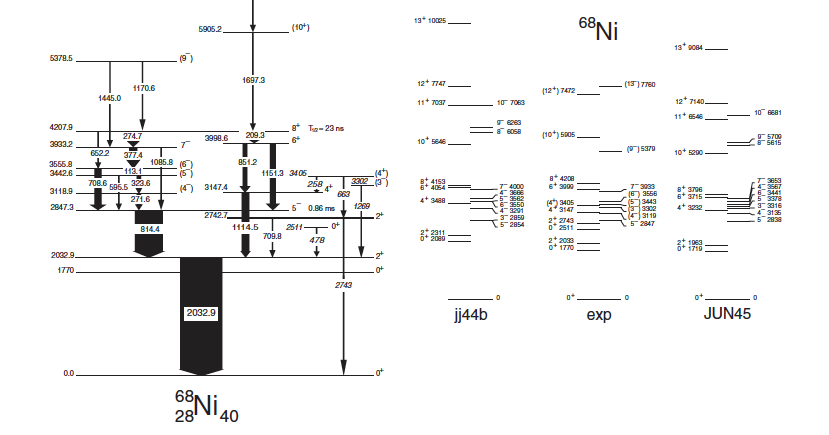 5905.2 (10+)
5378.5 (9-)
1697.3
1170.6
1445.0
4207.9 8+ T1/2 = 23 ns
274.7 209.3
3933.2 7- 3998.6 6+
652.2 377.4 1085.8 851.2 1151.3
3555.8 (6-)
113.1
3442.6 (5-) 3405 (4+)
3302 (3-)
708.6 595.5 323.6 258 663
3118.9 (4-) 3147.4 4+
271.6 1269
2847.3 5- 0.86 ms
2742.7 2+
814.4 1114.5 709.8 2511 0+
478
2032.9 2+
1770 0+
2743
2032.9
0.0 0+
68
28Ni40
68Ni
13+ 10025
12+ 7747
11+ 7037 10- 7063
9- 6263
8- 6058
10+ 5646
8+ 4153
6+ 4054 7- 4000
4- 3666
5- 3562
4+ 3488 6- 3550
4- 3291
3- 2859
5- 2854
2+ 2311
0+ 2089
0
jj44b
(13-) 7760
(12+) 7472
(10+) 5905
(9-) 5379
8+ 4208
6+ 3999 7- 3933
(6-) 3556
(4+) 3405 (5-) 3443
(3-) 3302
4+ 3147 (4-) 3119
2+ 2743 5- 2847
0+ 2511
2+ 2033
0+ 1770
0+ 0
exp
13+ 9084
12+ 7140
11+ 6546 10- 6681
9- 5709
8- 5615
10+ 5290
8+ 3796 7- 3653
4- 3567
6+ 3715 6- 3441
5- 3378
4+ 3232 3- 3316
4- 3135
5- 2838
2+ 1963
0+ 1719
0+ 0
JUN45